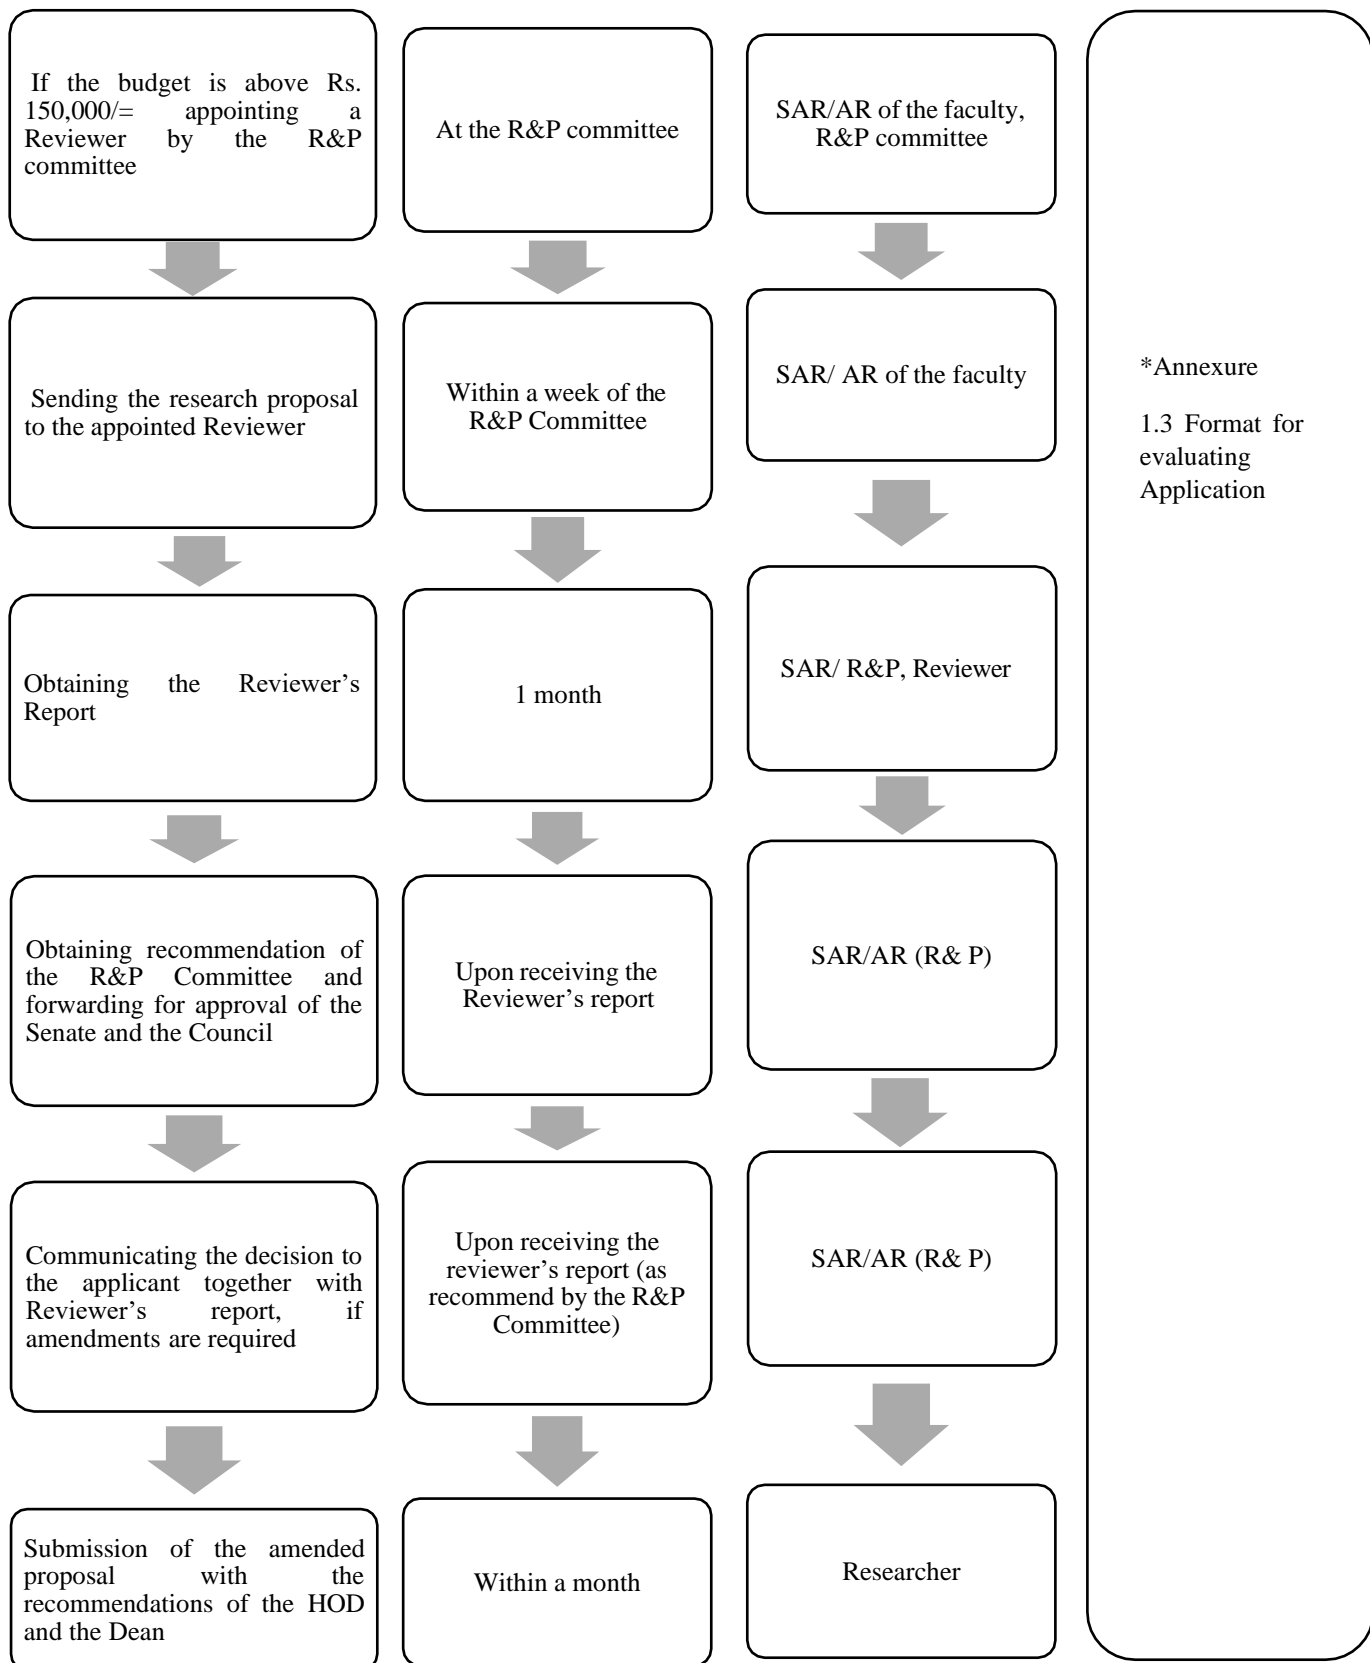 If the budget is above Rs.
150,000/= appointing a
Reviewer by the R&P
committee
At the R&P committee
SAR/AR of the faculty,
R&P committee
Sending the research proposal
to the appointed Reviewer
Within a week of the
R&P Committee
SAR/ AR of the faculty
*Annexure
1.3 Format for
evaluating
Application
Obtaining the Reviewer’s
Report
1 month
SAR/ R&P, Reviewer
Obtaining recommendation of
the R&P Committee and
forwarding for approval of the
Senate and the Council
Upon receiving the
Reviewer’s report
SAR/AR (R& P)
Communicating the decision to
the applicant together with
Reviewer’s report, if
amendments are required
Upon receiving the
reviewer’s report (as
recommend by the R&P
Committee)
SAR/AR (R& P)
Submission of the amended
proposal with the
recommendations of the HOD
and the Dean
Within a month
Researcher